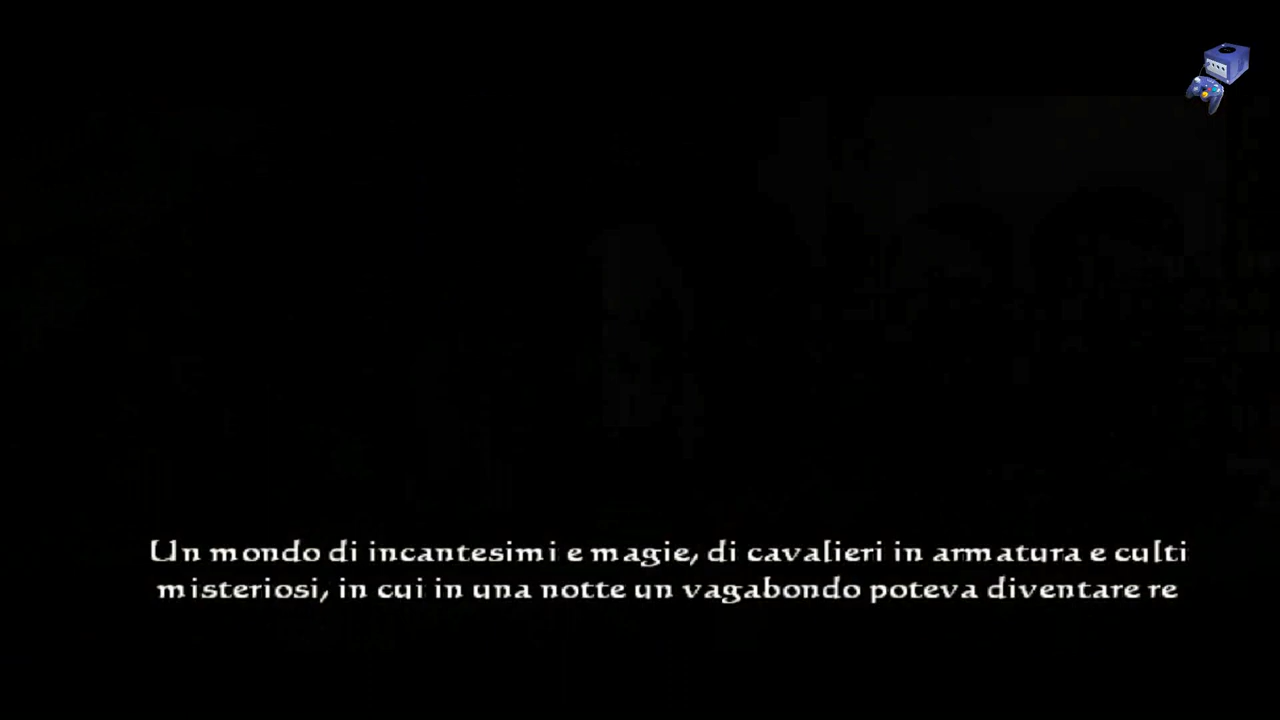 Un mondo di incantesimi e magie, di cavalieri in armatura e culti
misteriosi, in cui in una notte un vagabondo poteva diventare re